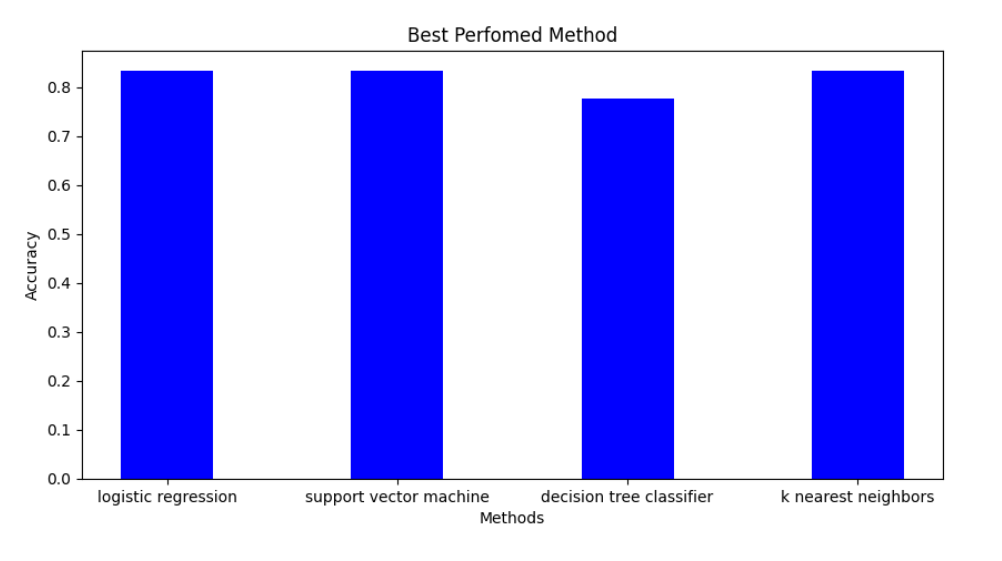 Best Perfomed Method
0.8
0.7
0.6
0.5
0.4
0.3
0.2
0.1
0.0
Accuracy
logistic regression support vector machine decision tree classifier k nearest neighbors
Methods